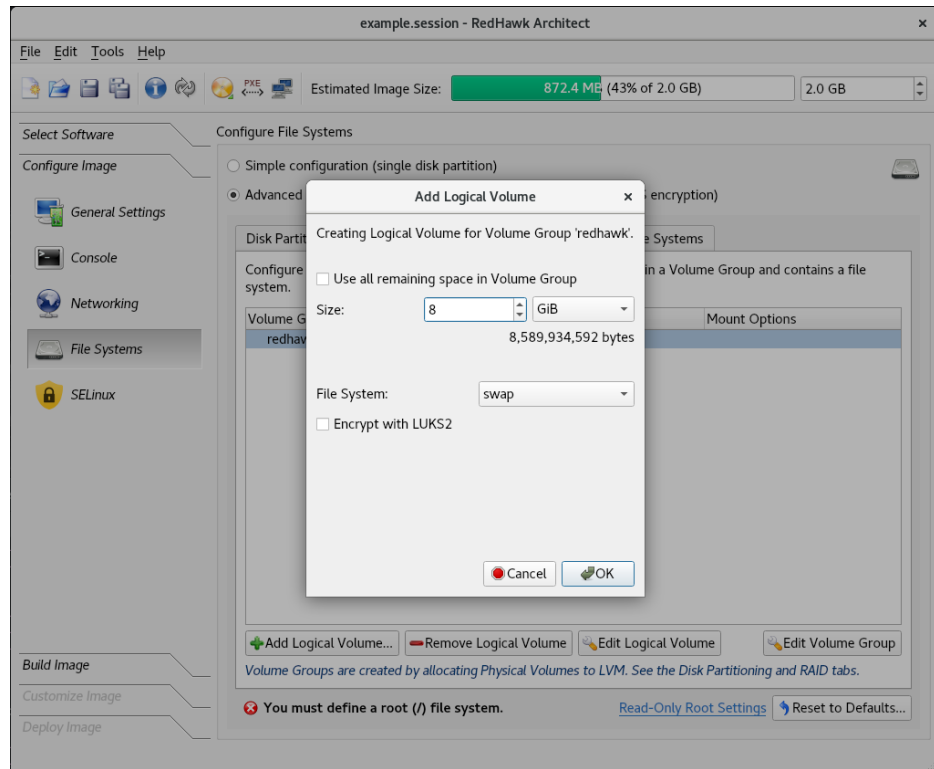 example.session - RedHawk Architect
File Edit Tools Help
PXE
Estimated Image Size: 872.4 MB (43% of 2.0 GB) 2.0 GB
Select Software
Configure File Systems
Configure Image
Simple configuration (single disk partition)
Advanced
encryption)
Add Logical Volume
General Settings
Console
Networking
File Systems
SELinux
Disk Partit
e Systems
Creating Logical Volume for Volume Group 'redhawk'.
Configure
in a Volume Group and contains a file
system.
Use all remaining space in Volume Group
Size: 8 GiB
8,589,934,592 bytes
Volume G
Mount Options
redhaw
File System: swap
Encrypt with LUKS2
Cancel OK
Add Logical Volume... Remove Logical Volume Edit Logical Volume Edit Volume Group
Volume Groups are created by allocating Physical Volumes to LVM. See the Disk Partitioning and RAID tabs.
Build Image
Customize Image
Deploy Image
You must define a root (/) file system. Read-Only Root Settings Reset to Defaults...